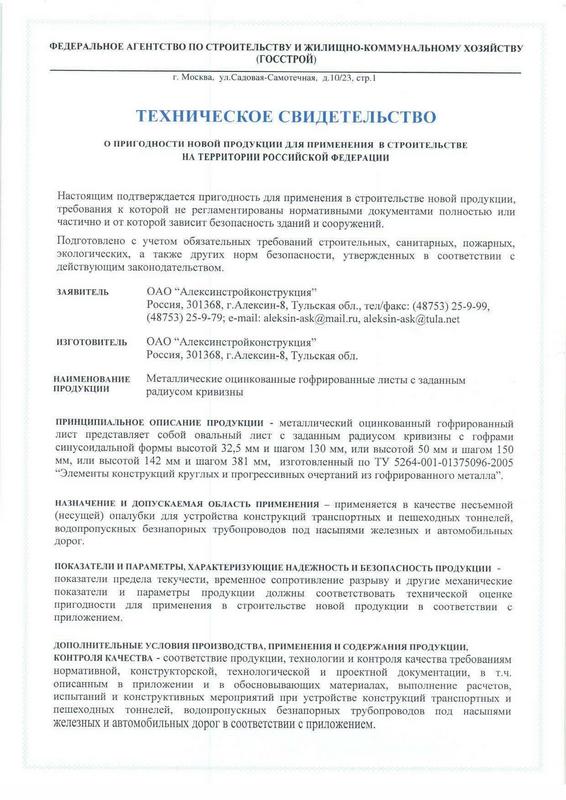 ФЕДЕРАЛЬНОЕ АГЕНТСТВО ПО СТРОИТЕЛЬСТВУ И ЖИЛИЩНО-КОММУНАЛЬНОМУ ХОЗЯЙСТВУ
(ГОССТРОЙ)
г. Москва, ул.Садовая-Самотечная, д.10/23, стр.1
ТЕХНИЧЕСКОЕ СВИДЕТЕЛЬСТВО
О ПРИГОДНОСТИ НОВОЙ ПРОДУКЦИИ ДЛЯ ПРИМЕНЕНИЯ В СТРОИТЕЛЬСТВЕ
НА ТЕРРИТОРИИ РОССИЙСКОЙ ФЕДЕРАЦИИ
Настоящим подтверждается пригодность для применения в строительстве новой продукции,
требования к которой не регламентированы нормативными документами полностью или
частично и от которой зависит безопасность зданий и сооружений.
Подготовлено с учетом обязательных требований строительных, санитарных, пожарных,
экологических, а также других норм безопасности, утвержденных в соответствии с
действующим законодательством.
ЗАЯВИТЕЛЬ ОАО “Алексинстройконструкция”
Россия, 301368, г.Алексин-8, Тульская обл., тел/факс: (48753) 25-9-99,
(48753) 25-9-79; e-mail: aleksin-ask@mail.ru, aleksin-ask@tula.net
ИЗГОТОВИТЕЛЬ ОАО “Алексинстройконструкция”
Россия, 301368, г.Алексин-8, Тульская обл.
НАИМЕНОВАНИЕ Металлические оцинкованные гофрированные листы с заданным
ПРОДУКЦИИ радиусом кривизны
ПРИНЦИПИАЛЬНОЕ ОПИСАНИЕ ПРОДУКЦИИ - металлический оцинкованный гофрированный
лист представляет собой овальный лист с заданным радиусом кривизны с гофрами
синусоидальной формы высотой 32,5 мм и шагом 130 мм, или высотой 50 мм и шагом 150
мм, или высотой 142 мм и шагом 381 мм, изготовленный по ТУ 5264-001-01375096-2005
“Элементы конструкций круглых и прогрессивных очертаний из гофрированного металла”.
НАЗНАЧЕНИЕ И ДОПУСКАЕМАЯ ОБЛАСТЬ ПРИМЕНЕНИЯ – применяется в качестве несъемной
(несущей) опалубки для устройства конструкций транспортных и пешеходных тоннелей,
водопропускных безнапорных трубопроводов под насыпями железных и автомобильных
дорог.
ПОКАЗАТЕЛИ И ПАРАМЕТРЫ, ХАРАКТЕРИЗУЮЩИЕ НАДЕЖНОСТЬ И БЕЗОПАСНОСТЬ ПРОДУКЦИИ -
показатели предела текучести, временное сопротивление разрыву и другие механические
показатели и параметры продукции должны соответствовать технической оценке
пригодности для применения в строительстве новой продукции в соответствии с
приложением.
ДОПОЛНИТЕЛЬНЫЕ УСЛОВИЯ ПРОИЗВОДСТВА, ПРИМЕНЕНИЯ И СОДЕРЖАНИЯ ПРОДУКЦИИ,
КОНТРОЛЯ КАЧЕСТВА - соответствие продукции, технологии и контроля качества требованиям
нормативной, конструкторской, технологической и проектной документации, в т.ч.
описанным в приложении и в обосновывающих материалах, выполнение расчетов,
испытаний и конструктивных мероприятий при устройстве конструкций транспортных и
пешеходных тоннелей, водопропускных безнапорных трубопроводов под насыпями
железных и автомобильных дорог в соответствии с приложением.